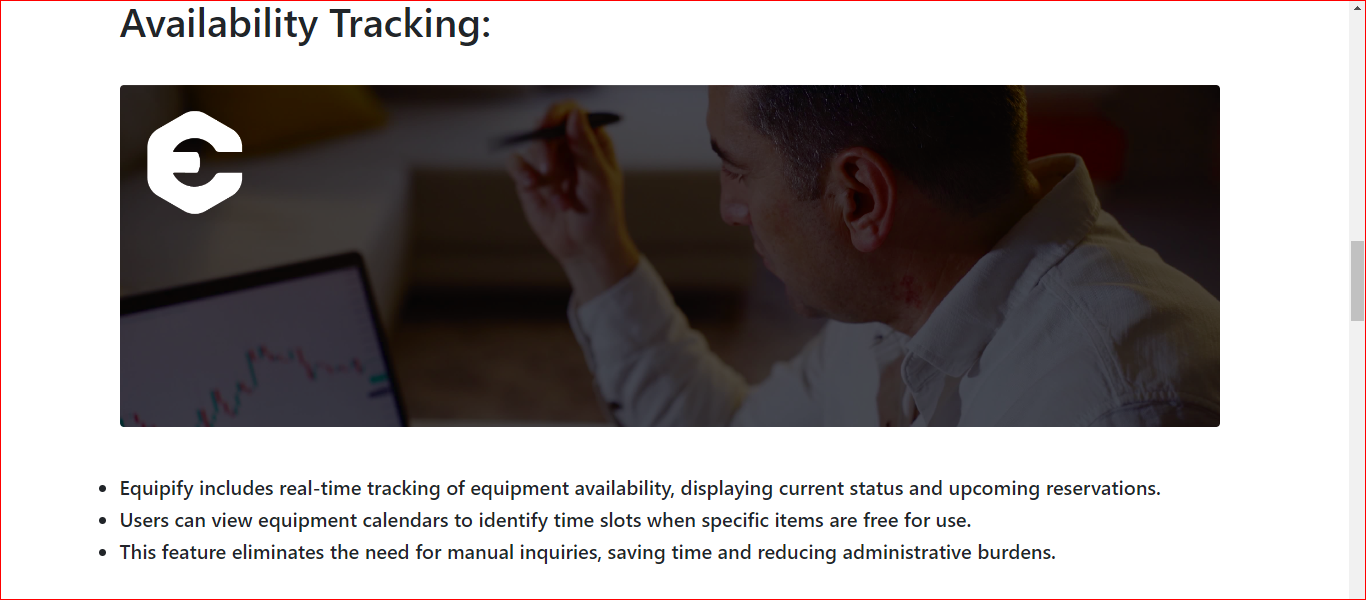 Availability Tracking:
Equipify includes real-time tracking of equipment availability, displaying current status and upcoming reservations.
Users can view equipment calendars to identify time slots when specific items are free for use.
This feature eliminates the need for manual inquiries, saving time and reducing administrative burdens.